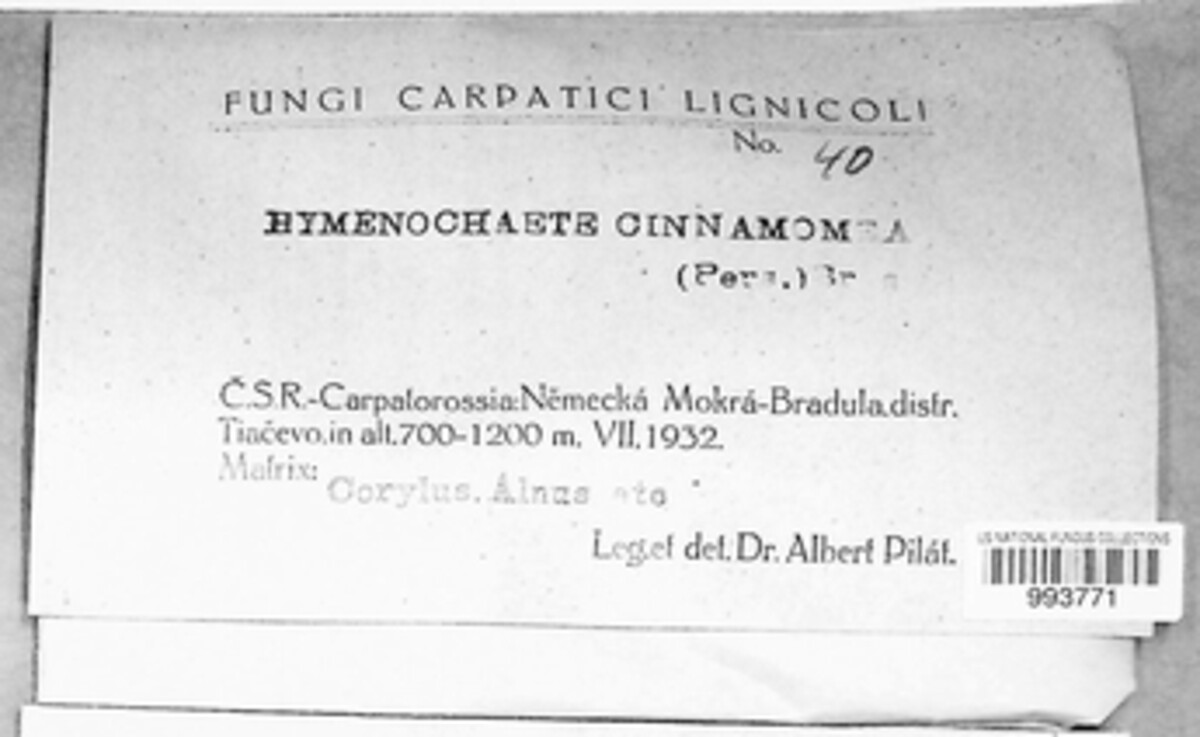 FUNGI CARPATICI LIGNICOLI
No. 40
HYMENOCHAETE CINNAMOMEA
(Pers.)
Č.S.R.-Carpatorossia: Německá Mokrá-Bradula, distr.
Tiačevo, in alt. 700-1200 m. VII. 1932.
Matrix: Corylus. Alnus etc
Leg. et det. Dr. Albert Pilát.
US NATIONAL FUNGUS COLLECTIONS
993771